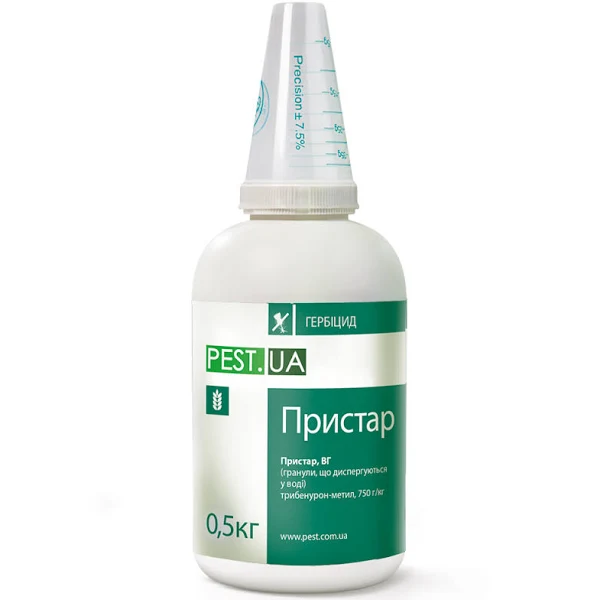 Precision ± 7.5%
ГЕРБІЦИД
PEST.UA
Пристар
Пристар, ВГ
(гранули, що диспергуються
у воді)
трибенурон-метил, 750 г/кг
0,5кг
www.pest.com.ua